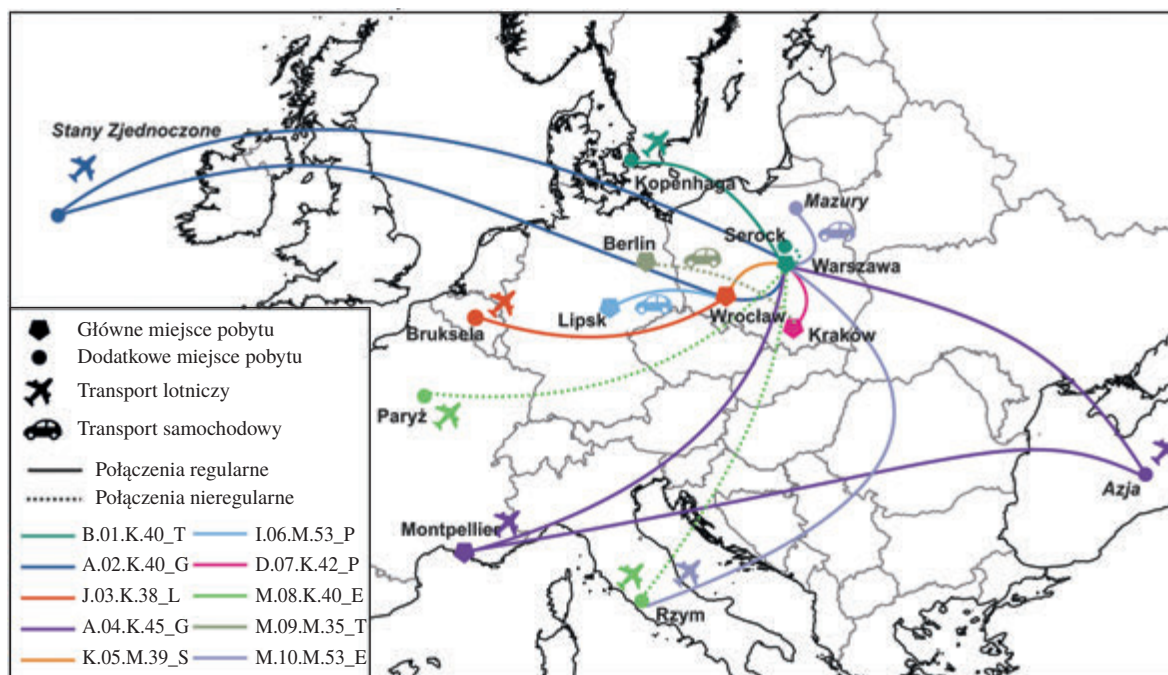 Stany Zjednoczone
Kopenhaga
Mazury
Serock
Berlin
Warszawa
Lipsk
Wrocław
Bruksela
Kraków
Paryż
Azja
Montpellier
Rzym
Główne miejsce pobytu
Dodatkowe miejsce pobytu
Transport lotniczy
Transport samochodowy
Połączenia regularne
Połączenia nieregularne
B.01.K.40_T I.06.M.53_P
A.02.K.40_G D.07.K.42_P
J.03.K.38_L M.08.K.40_E
A.04.K.45_G M.09.M.35_T
K.05.M.39_S M.10.M.53_E